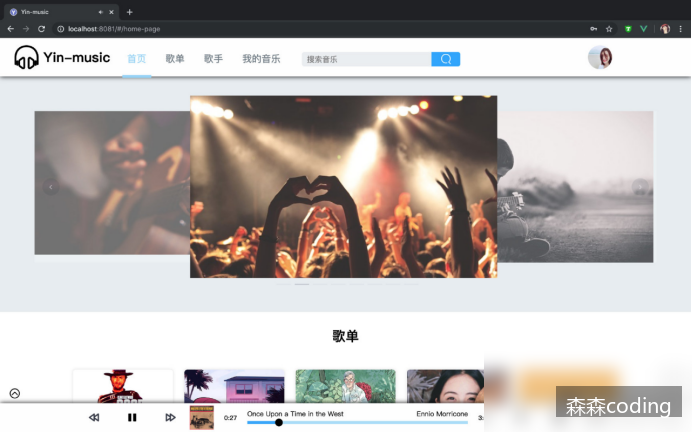 Yin-music
localhost:8081/#/home-page
Yin-music 首页 歌单 歌手 我的音乐 搜索音乐
歌单
0:27 Once Upon a Time in the West Ennio Morricone
森森coding